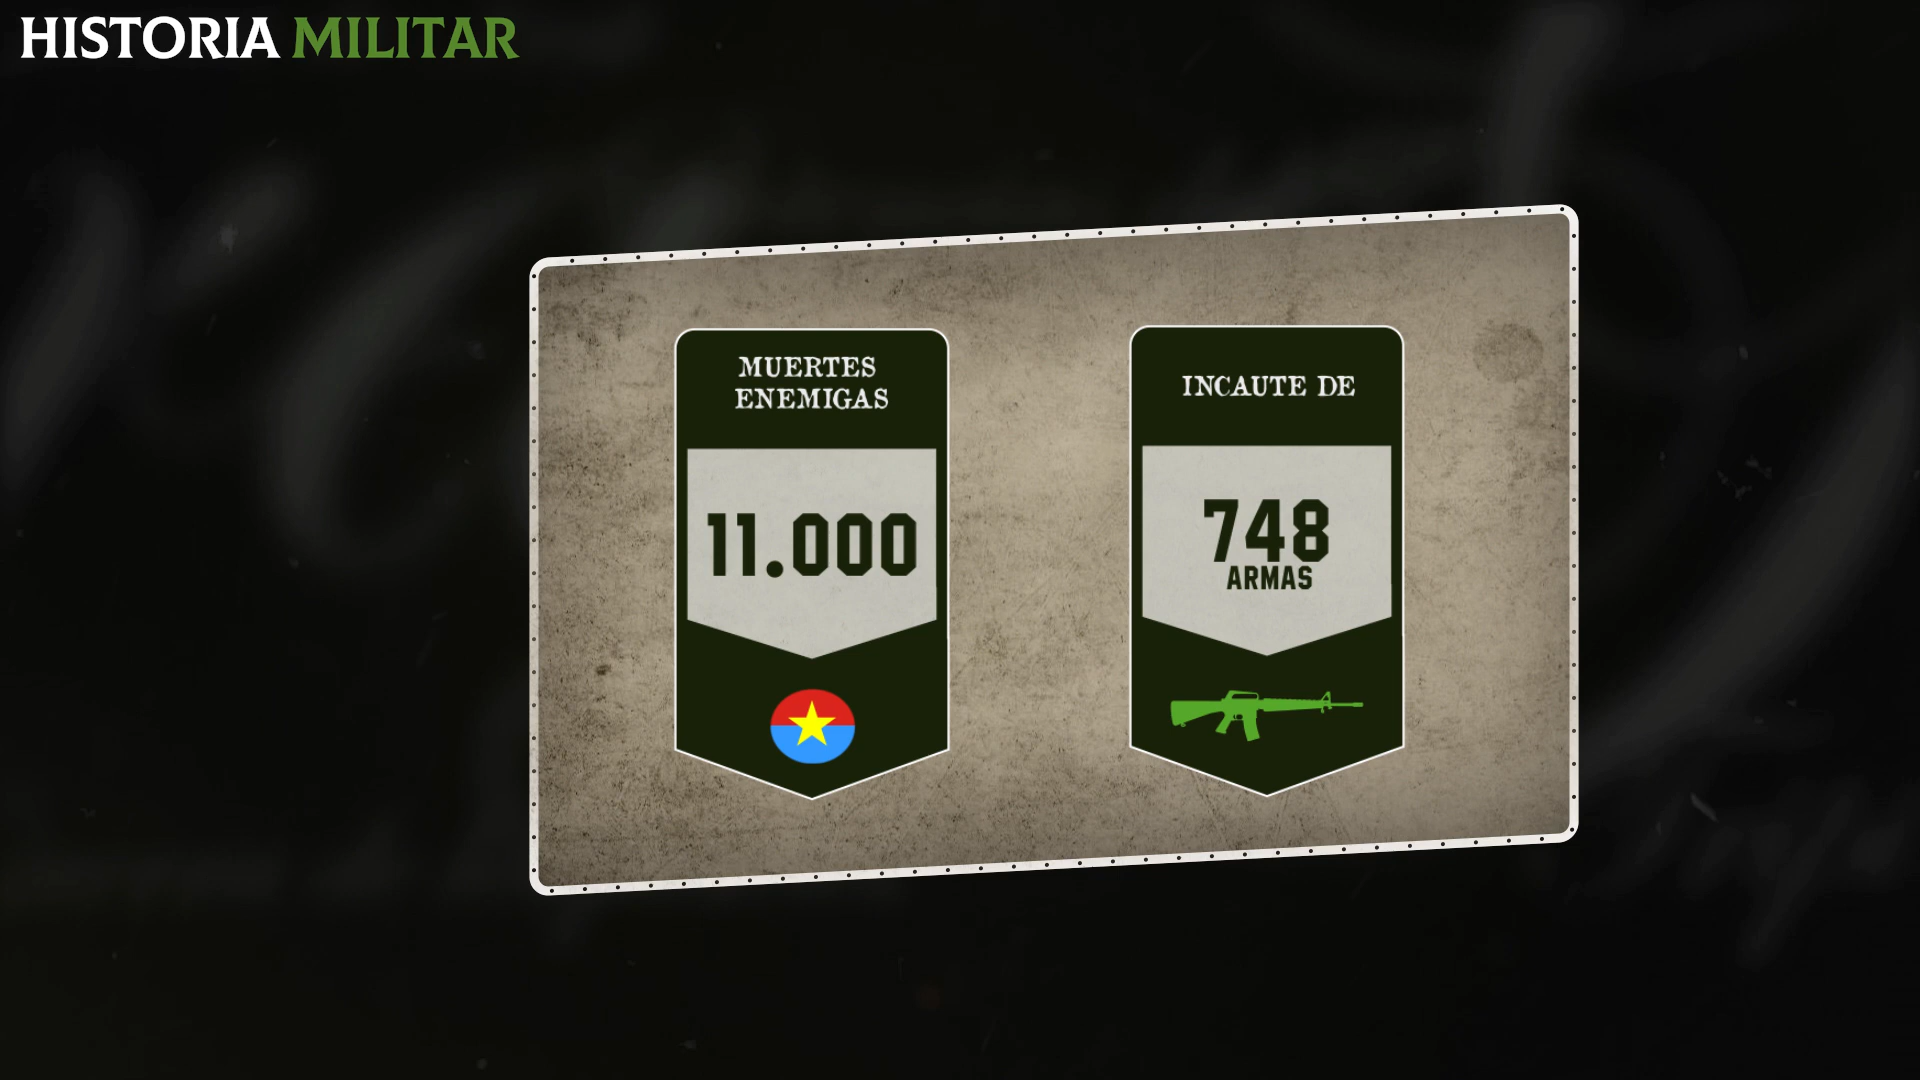 HISTORIA MILITAR
MUERTES
ENEMIGAS
11.000
INCAUTE DE
748
ARMAS